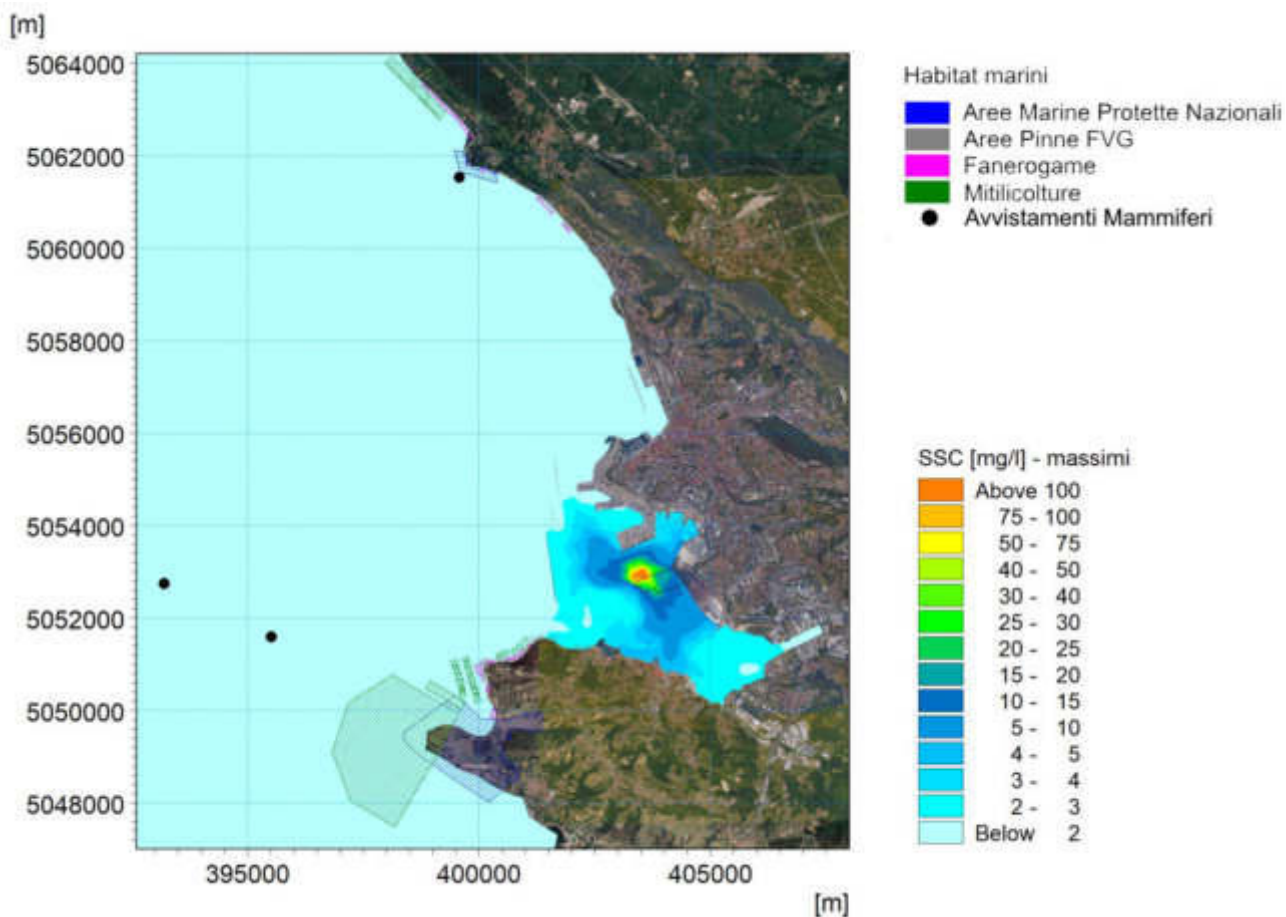 [m]
5064000
5062000
5060000
5058000
5056000
5054000
5052000
5050000
5048000
395000
400000
405000
[m]
Habitat marini
Aree Marine Protette Nazionali
Aree Pinne FVG
Fanerogame
Mitilicolture
Avvistamenti Mammiferi
SSC [mg/l] - massimi
Above 100
75 - 100
50 - 75
40 - 50
30 - 40
25 - 30
20 - 25
15 - 20
10 - 15
5 - 10
4 - 5
3 - 4
2 - 3
Below 2